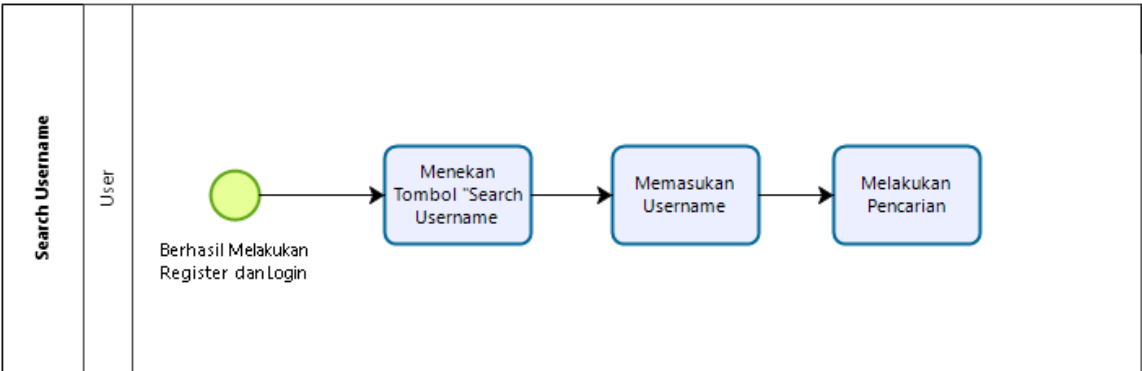 Search Username
User
Berhasil Melakukan
Register dan Login
Menekan
Tombol "Search
Username
Memasukan
Username
Melakukan
Pencarian